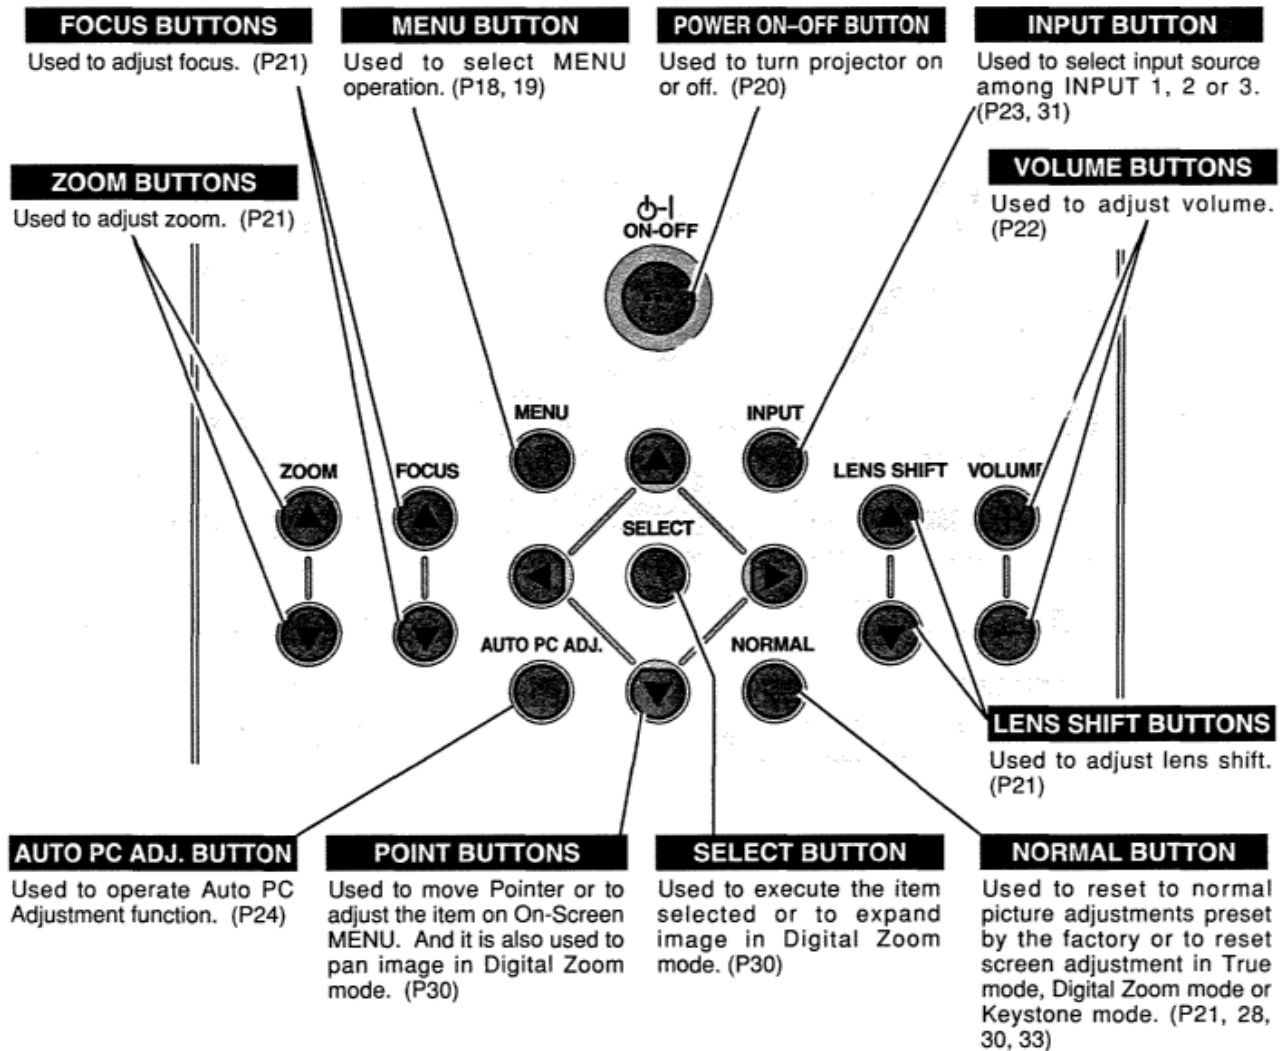 FOCUS BUTTONS
Used to adjust focus. (P21)
MENU BUTTON
Used to select MENU
operation. (P18, 19)
POWER ON–OFF BUTTON
Used to turn projector on
or off. (P20)
INPUT BUTTON
Used to select input source
among INPUT 1, 2 or 3.
(P23, 31)
ZOOM BUTTONS
Used to adjust zoom. (P21)
VOLUME BUTTONS
Used to adjust volume.
(P22)
ON-OFF
MENU
INPUT
ZOOM
FOCUS
LENS SHIFT
VOLUME
SELECT
AUTO PC ADJ.
NORMAL
LENS SHIFT BUTTONS
Used to adjust lens shift.
(P21)
AUTO PC ADJ. BUTTON
Used to operate Auto PC
Adjustment function. (P24)
POINT BUTTONS
Used to move Pointer or to
adjust the item on On-Screen
MENU. And it is also used to
pan image in Digital Zoom
mode. (P30)
SELECT BUTTON
Used to execute the item
selected or to expand
image in Digital Zoom
mode. (P30)
NORMAL BUTTON
Used to reset to normal
picture adjustments preset
by the factory or to reset
screen adjustment in True
mode, Digital Zoom mode or
Keystone mode. (P21, 28,
30, 33)